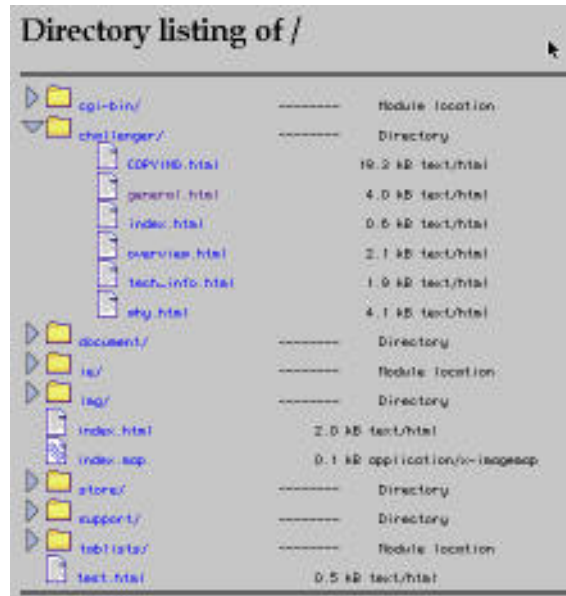 Directory listing of /
cgi-bin/ -------- Module location
challenger/ -------- Directory
COPYING.html 19.3 kB text/html
general.html 4.0 kB text/html
index.html 0.6 kB text/html
overview.html 2.1 kB text/html
tech_info.html 1.9 kB text/html
why.html 4.1 kB text/html
document/ -------- Directory
-------- Module location
img/ -------- Directory
index.html 2.0 kB text/html
index.map 0.1 kB application/x-imagemap
store/ -------- Directory
support/ -------- Directory
tablists/ -------- Module location
test.html 0.5 kB text/html